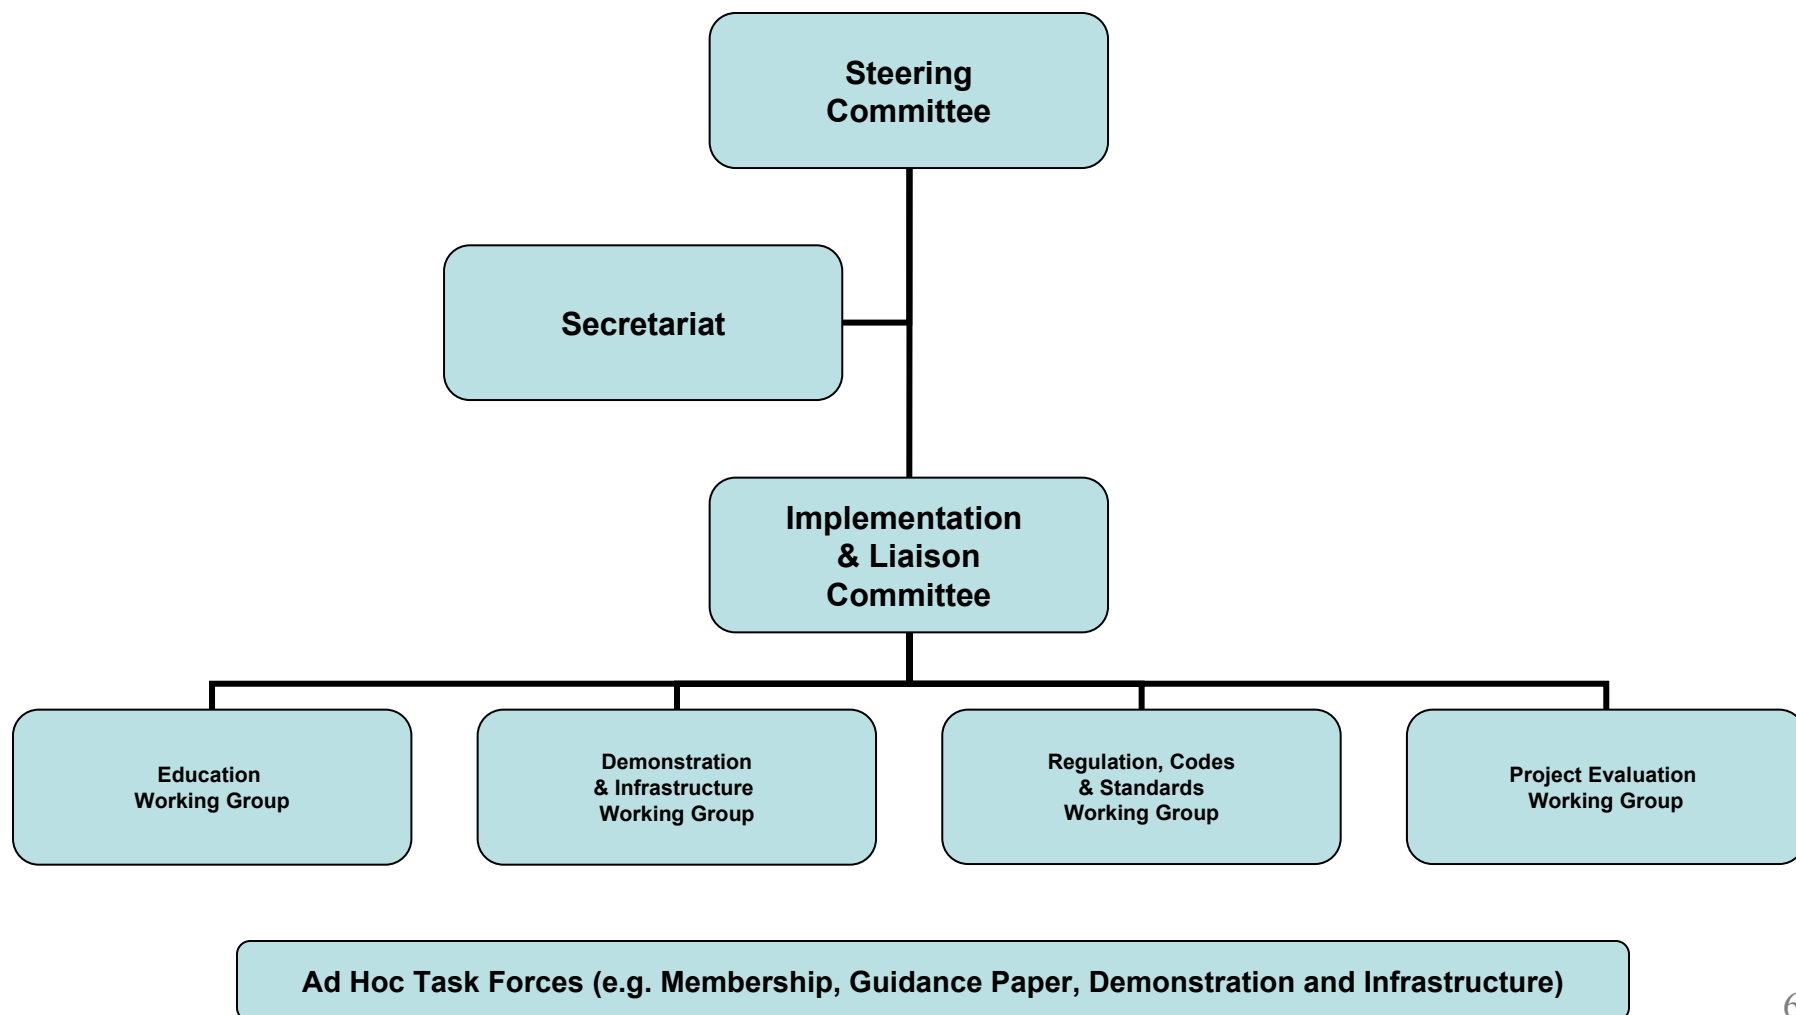 Steering
Committee
Secretariat
Implementation
& Liaison
Committee
Education
Working Group
Demonstration
& Infrastructure
Working Group
Regulation, Codes
& Standards
Working Group
Project Evaluation
Working Group
Ad Hoc Task Forces (e.g. Membership, Guidance Paper, Demonstration and Infrastructure)
6